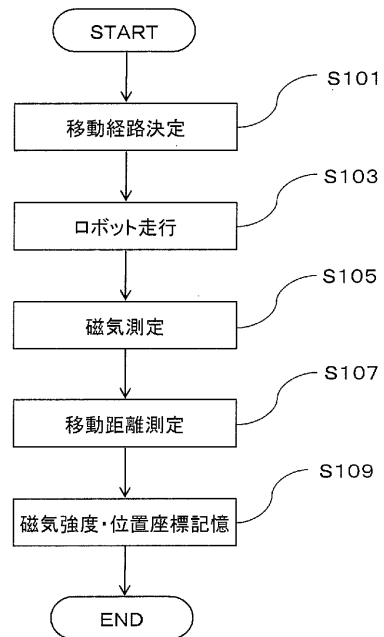 START
S101
移動経路決定
S103
ロボット走行
S105
磁気測定
S107
移動距離測定
S109
磁気強度・位置座標記憶
END